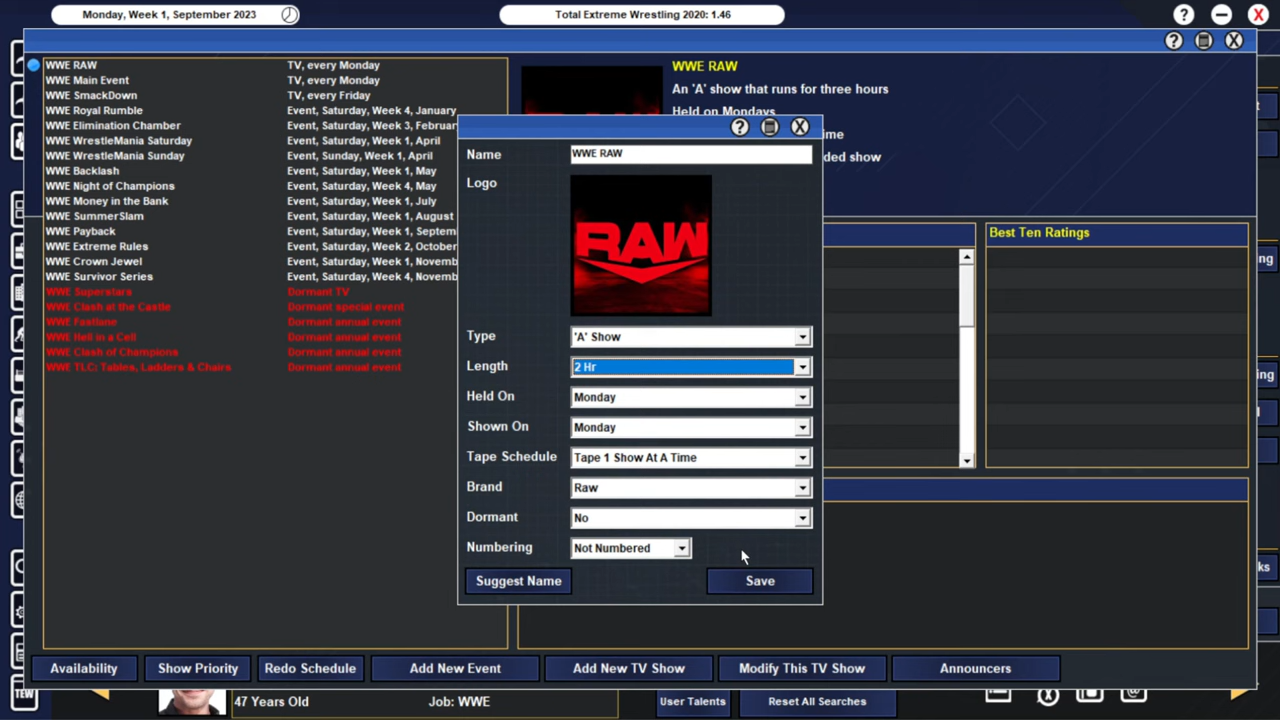 Monday, Week 1, September 2023
Total Extreme Wrestling 2020: 1.46
? X
? X
WWE RAW TV, every Monday
WWE Main Event TV, every Monday
WWE SmackDown TV, every Friday
WWE Royal Rumble Event, Saturday, Week 4, January
WWE Elimination Chamber Event, Saturday, Week 3, Februar
WWE WrestleMania Saturday Event, Saturday, Week 1, April
WWE WrestleMania Sunday Event, Sunday, Week 1, April
WWE Backlash Event, Saturday, Week 1, May
WWE Night of Champions Event, Saturday, Week 4, May
WWE Money in the Bank Event, Saturday, Week 1, July
WWE SummerSlam Event, Saturday, Week 1, August
WWE Payback Event, Saturday, Week 1, Septem
WWE Extreme Rules Event, Saturday, Week 2, October
WWE Crown Jewel Event, Saturday, Week 1, Novemb
WWE Survivor Series Event, Saturday, Week 4, Novemb
WWE Superstars Dormant TV
WWE Clash at the Castle Dormant special event
WWE Fastlane Dormant annual event
WWE Hell in a Cell Dormant annual event
WWE Clash of Champions Dormant annual event
WWE TLC: Tables, Ladders & Chairs Dormant annual event
WWE RAW
An 'A' show that runs for three hours
Held on Mondays
ime
ded show
Best Ten Ratings
? X
Name WWE RAW
Logo
RAW
Type 'A' Show
Length 2 Hr
Held On Monday
Shown On Monday
Tape Schedule Tape 1 Show At A Time
Brand Raw
Dormant No
Numbering Not Numbered
Suggest Name Save
t
ing
ing
l
ks
Availability Show Priority Redo Schedule Add New Event Add New TV Show Modify This TV Show Announcers
TEW
47 Years Old Job: WWE User Talents Reset All Searches